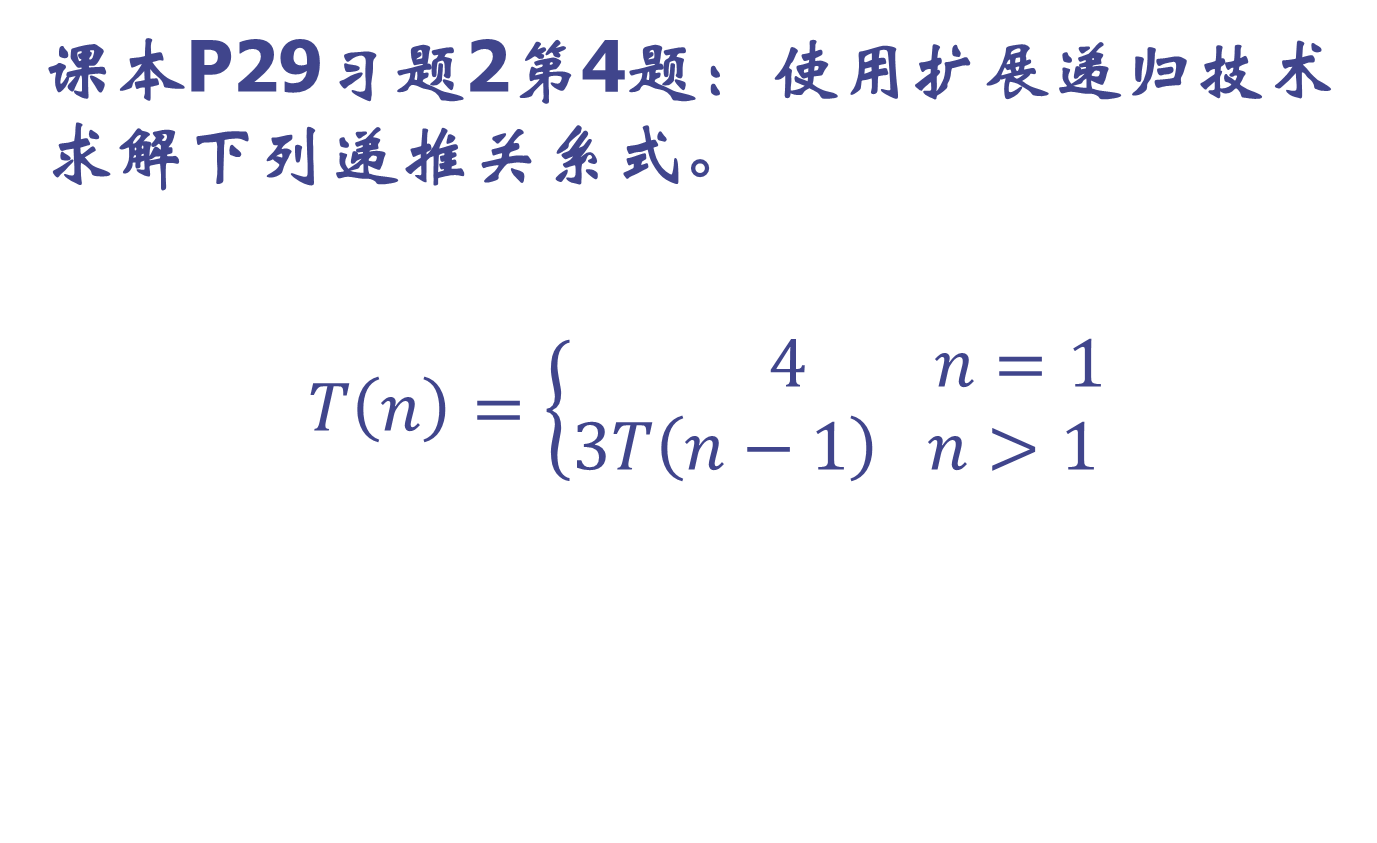 课本P29习题2第4题：使用扩展递归技术
求解下列递推关系式。
T(n) = { 4 n = 1
3T(n − 1) n > 1